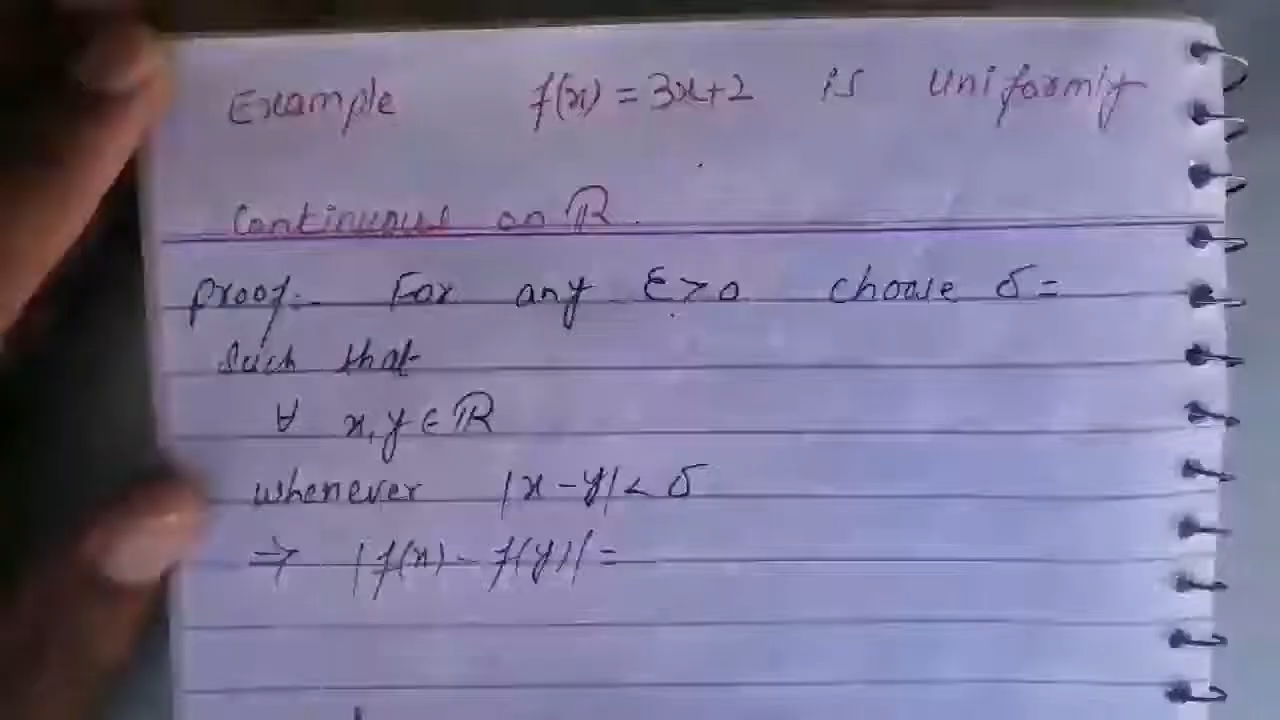 Example f(x) = 3x+2 is uniformly
Continuous on ℝ.
proof:- For any ε>0 choose δ=
such that
∀ x,y ∈ ℝ
whenever |x-y| < δ
⇒ |f(x) - f(y)| =